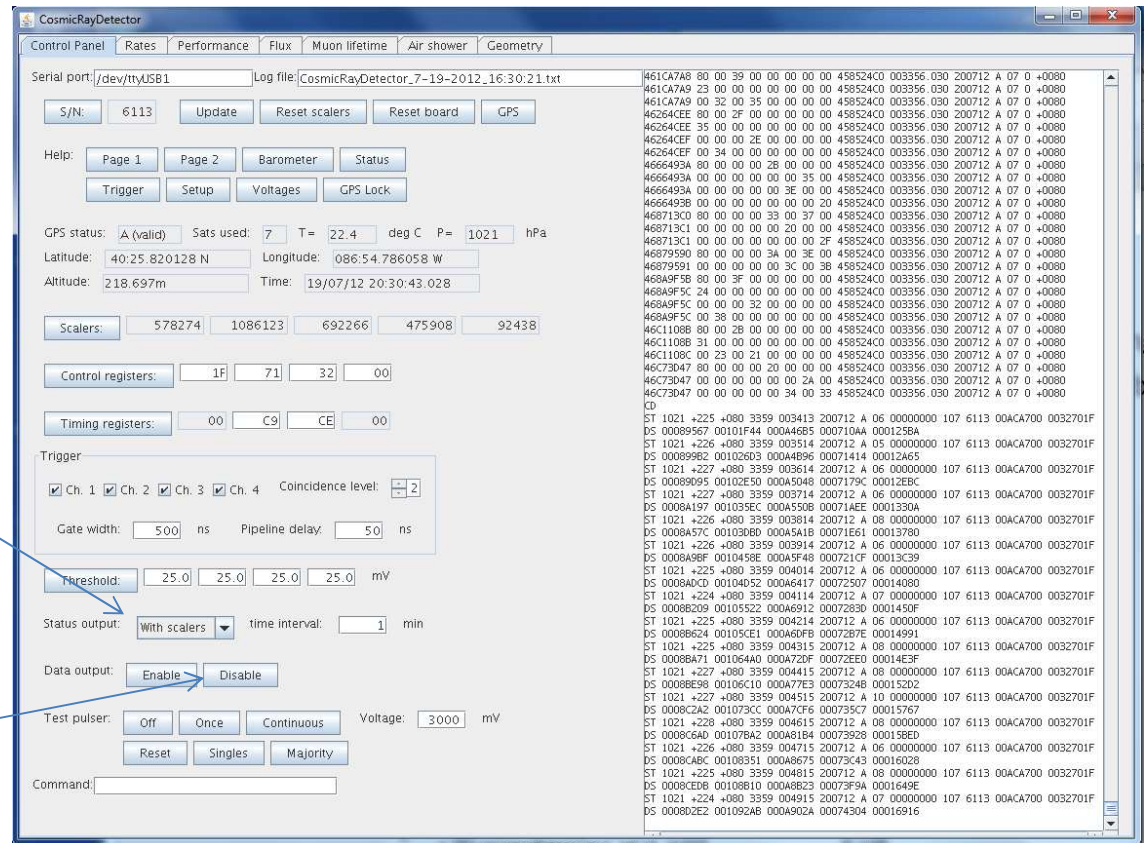 CosmicRayDetector
Control Panel Rates Performance Flux Muon lifetime Air shower Geometry
Serial port: /dev/ttyUSB1 Log file: CosmicRayDetector_7-19-2012_16:30:21.txt
S/N: 6113 Update Reset scalers Reset board GPS
Help: Page 1 Page 2 Barometer Status
Trigger Setup Voltages GPS Lock
GPS status: A (valid) Sats used: 7 T= 22.4 deg C P= 1021 hPa
Latitude: 40:25.820128 N Longitude: 086:54.786058 W
Altitude: 218.697m Time: 19/07/12 20:30:43.028
Scalers: 578274 1086123 692266 475908 92438
Control registers: 1F 71 32 00
Timing registers: 00 C9 CE 00
Trigger
Ch. 1 Ch. 2 Ch. 3 Ch. 4 Coincidence level: 2
Gate width: 500 ns Pipeline delay: 50 ns
Threshold: 25.0 25.0 25.0 25.0 mV
Status output: With scalers time interval: 1 min
Data output: Enable Disable
Test pulser: Off Once Continuous Voltage: 3000 mV
Reset Singles Majority
Command:
461CA7A8 80 00 39 00 00 00 00 00 458524C0 003356.030 200712 A 07 0 +0080
461CA7A9 23 00 00 00 00 00 00 00 458524C0 003356.030 200712 A 07 0 +0080
461CA7A9 00 32 00 35 00 00 00 00 458524C0 003356.030 200712 A 07 0 +0080
46264CEE 80 00 2F 00 00 00 00 00 458524C0 003356.030 200712 A 07 0 +0080
46264CEE 35 00 00 00 00 00 00 00 458524C0 003356.030 200712 A 07 0 +0080
46264CEF 00 00 00 2E 00 00 00 00 458524C0 003356.030 200712 A 07 0 +0080
46264CEF 00 34 00 00 00 00 00 00 458524C0 003356.030 200712 A 07 0 +0080
4666493A 80 00 00 00 2B 00 00 00 458524C0 003356.030 200712 A 07 0 +0080
4666493A 00 00 00 00 00 00 35 00 458524C0 003356.030 200712 A 07 0 +0080
4666493A 00 00 00 00 00 3E 00 00 458524C0 003356.030 200712 A 07 0 +0080
4666493B 00 00 00 00 00 00 00 20 458524C0 003356.030 200712 A 07 0 +0080
468713C0 80 00 00 00 33 00 37 00 458524C0 003356.030 200712 A 07 0 +0080
468713C1 00 00 00 00 00 20 00 00 458524C0 003356.030 200712 A 07 0 +0080
468713C1 00 00 00 00 00 00 00 2F 458524C0 003356.030 200712 A 07 0 +0080
46879590 80 00 00 00 3A 00 3E 00 458524C0 003356.030 200712 A 07 0 +0080
46879591 00 00 00 00 00 3C 00 3B 458524C0 003356.030 200712 A 07 0 +0080
468A9F5B 80 00 3F 00 00 00 00 00 458524C0 003356.030 200712 A 07 0 +0080
468A9F5C 24 00 00 00 00 00 00 00 458524C0 003356.030 200712 A 07 0 +0080
468A9F5C 00 00 00 32 00 00 00 00 458524C0 003356.030 200712 A 07 0 +0080
468A9F5C 00 38 00 00 00 00 00 00 458524C0 003356.030 200712 A 07 0 +0080
46C1108B 80 00 2B 00 00 00 00 00 458524C0 003356.030 200712 A 07 0 +0080
46C1108B 31 00 00 00 00 00 00 00 458524C0 003356.030 200712 A 07 0 +0080
46C1108C 00 23 00 21 00 00 00 00 458524C0 003356.030 200712 A 07 0 +0080
46C73D47 80 00 00 00 20 00 00 00 458524C0 003356.030 200712 A 07 0 +0080
46C73D47 00 00 00 00 00 00 2A 00 458524C0 003356.030 200712 A 07 0 +0080
46C73D47 00 00 00 00 00 34 00 33 458524C0 003356.030 200712 A 07 0 +0080
CD
ST 1021 +225 +080 3359 003413 200712 A 06 00000000 107 6113 00ACA700 0032701F
DS 00089567 00101F44 000A46B5 000710AA 000125BA
ST 1021 +226 +080 3359 003514 200712 A 05 00000000 107 6113 00ACA700 0032701F
DS 000899B2 001026D3 000A4B96 00071414 00012A65
ST 1021 +227 +080 3359 003614 200712 A 06 00000000 107 6113 00ACA700 0032701F
DS 00089D95 00102E50 000A5048 0007179C 00012EBC
ST 1021 +227 +080 3359 003714 200712 A 06 00000000 107 6113 00ACA700 0032701F
DS 0008A197 001035EC 000A550B 00071AEE 0001330A
ST 1021 +226 +080 3359 003814 200712 A 08 00000000 107 6113 00ACA700 0032701F
DS 0008A57C 00103DBD 000A5A1B 00071E61 00013780
ST 1021 +226 +080 3359 003914 200712 A 06 00000000 107 6113 00ACA700 0032701F
DS 0008A9BF 0010458E 000A5F48 000721CF 00013C39
ST 1021 +225 +080 3359 004014 200712 A 06 00000000 107 6113 00ACA700 0032701F
DS 0008ADCD 00104D52 000A6417 00072507 00014080
ST 1021 +224 +080 3359 004114 200712 A 07 00000000 107 6113 00ACA700 0032701F
DS 0008B209 00105522 000A6912 0007283D 0001450F
ST 1021 +224 +080 3359 004214 200712 A 06 00000000 107 6113 00ACA700 0032701F
DS 0008B624 00105CE1 000A6DFB 00072B7E 00014991
ST 1021 +225 +080 3359 004315 200712 A 08 00000000 107 6113 00ACA700 0032701F
DS 0008BA71 001064A0 000A72DF 00072EE0 00014E3F
ST 1021 +227 +080 3359 004415 200712 A 08 00000000 107 6113 00ACA700 0032701F
DS 0008BE98 00106C10 000A77E3 0007324B 000152D2
ST 1021 +227 +080 3359 004515 200712 A 10 00000000 107 6113 00ACA700 0032701F
DS 0008C2A2 001073CC 000A7CF6 000735C7 00015767
ST 1021 +228 +080 3359 004615 200712 A 08 00000000 107 6113 00ACA700 0032701F
DS 0008C6AD 00107BA2 000A81B4 00073928 00015BED
ST 1021 +226 +080 3359 004715 200712 A 06 00000000 107 6113 00ACA700 0032701F
DS 0008CABC 00108351 000A8675 00073C43 00016028
ST 1021 +225 +080 3359 004815 200712 A 08 00000000 107 6113 00ACA700 0032701F
DS 0008CEDB 00108B10 000A8B23 00073F9A 0001649E
ST 1021 +224 +080 3359 004915 200712 A 07 00000000 107 6113 00ACA700 0032701F
DS 0008D2E2 001092AB 000A902A 00074304 00016916